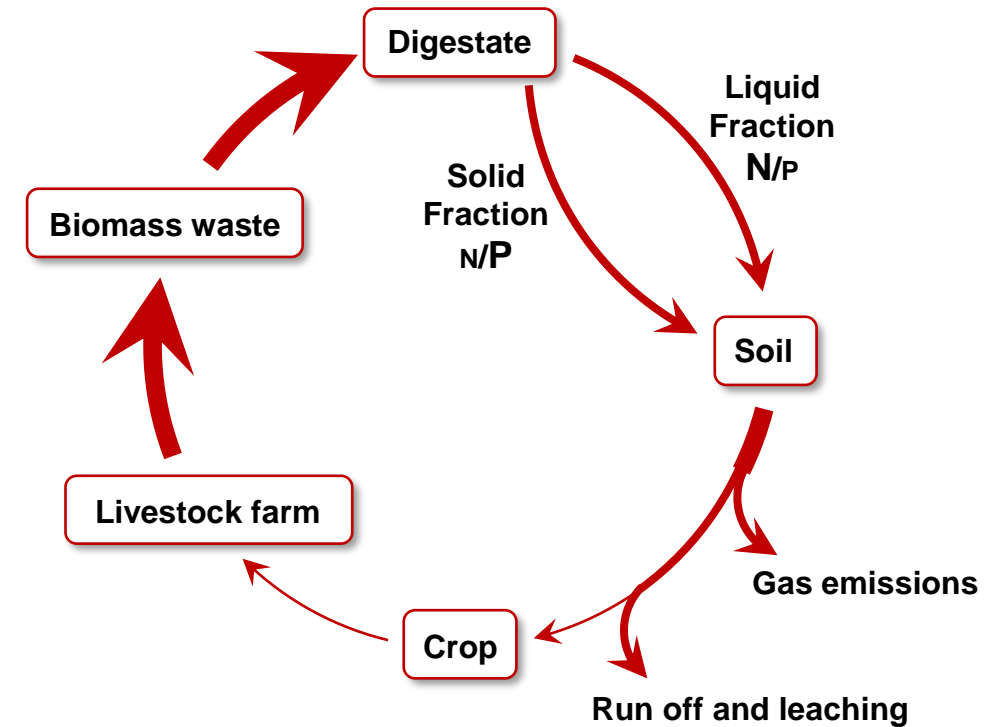 Digestate
Liquid
Fraction
N/P
Solid
Fraction
N/P
Biomass waste
Soil
Livestock farm
Gas emissions
Crop
Run off and leaching